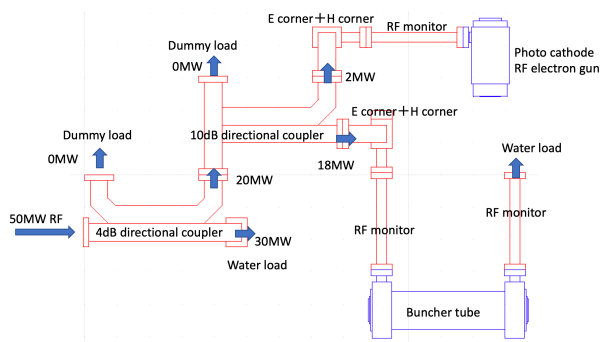 E corner＋H corner
RF monitor
Dummy load
0MW
2MW
Photo cathode
RF electron gun
E corner＋H corner
Dummy load
10dB directional coupler
Water load
0MW
18MW
20MW
50MW RF
4dB directional coupler
30MW
RF monitor
RF monitor
Water load
Buncher tube